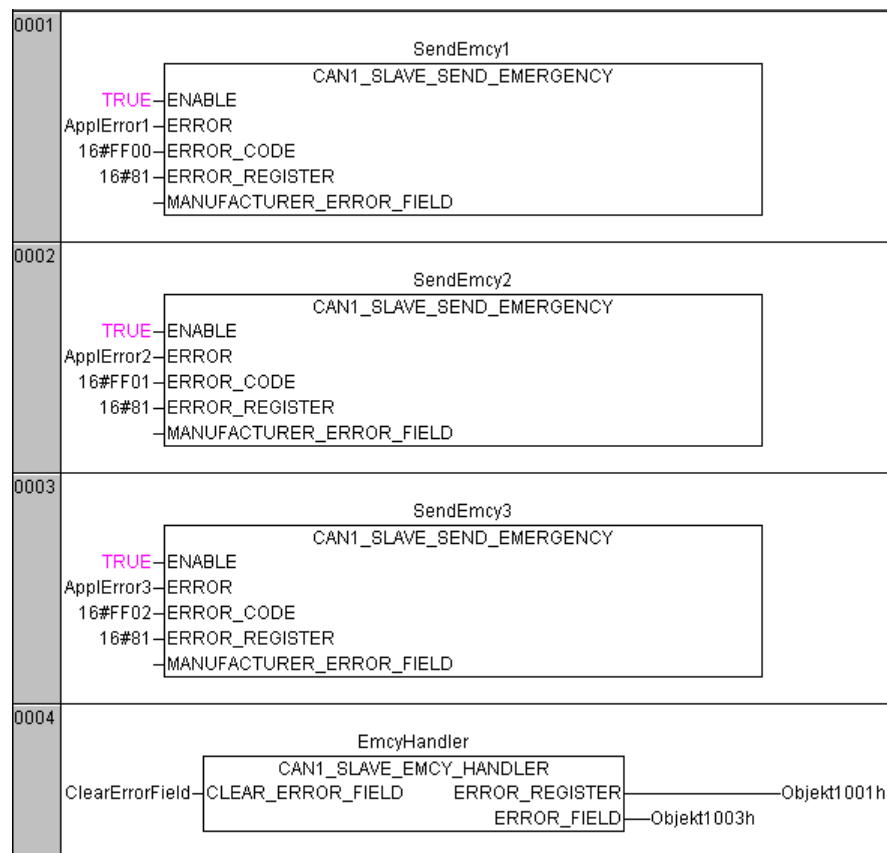 0001
SendEmcy1
CAN1_SLAVE_SEND_EMERGENCY
TRUE ENABLE
ApplError1 ERROR
16#FF00 ERROR_CODE
16#81 ERROR_REGISTER
MANUFACTURER_ERROR_FIELD
0002
SendEmcy2
CAN1_SLAVE_SEND_EMERGENCY
TRUE ENABLE
ApplError2 ERROR
16#FF01 ERROR_CODE
16#81 ERROR_REGISTER
MANUFACTURER_ERROR_FIELD
0003
SendEmcy3
CAN1_SLAVE_SEND_EMERGENCY
TRUE ENABLE
ApplError3 ERROR
16#FF02 ERROR_CODE
16#81 ERROR_REGISTER
MANUFACTURER_ERROR_FIELD
0004
EmcyHandler
CAN1_SLAVE_EMCY_HANDLER
ClearErrorField CLEAR_ERROR_FIELD ERROR_REGISTER Objekt1001h
ERROR_FIELD Objekt1003h